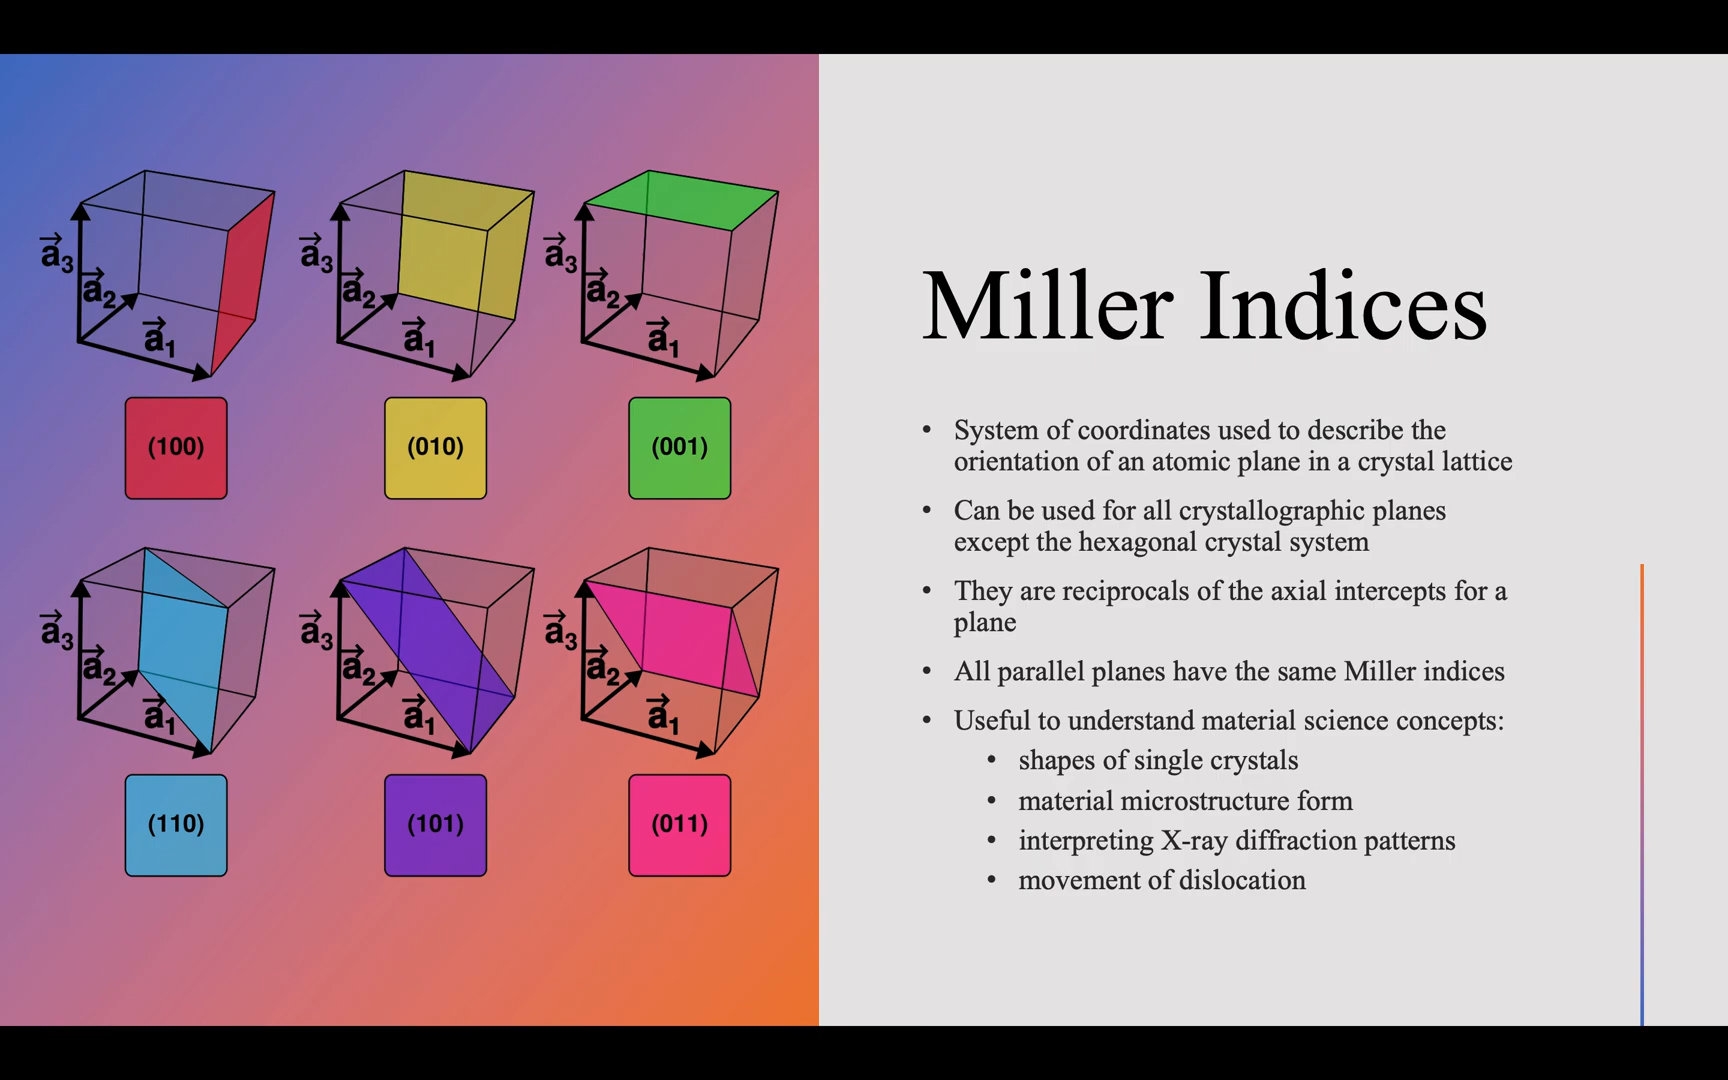 a⃗3
a⃗2
a⃗1
(100)
a⃗3
a⃗2
a⃗1
(010)
a⃗3
a⃗2
a⃗1
(001)
a⃗3
a⃗2
a⃗1
(110)
a⃗3
a⃗2
a⃗1
(101)
a⃗3
a⃗2
a⃗1
(011)
Miller Indices
• System of coordinates used to describe the
orientation of an atomic plane in a crystal lattice
• Can be used for all crystallographic planes
except the hexagonal crystal system
• They are reciprocals of the axial intercepts for a
plane
• All parallel planes have the same Miller indices
• Useful to understand material science concepts:
• shapes of single crystals
• material microstructure form
• interpreting X-ray diffraction patterns
• movement of dislocation